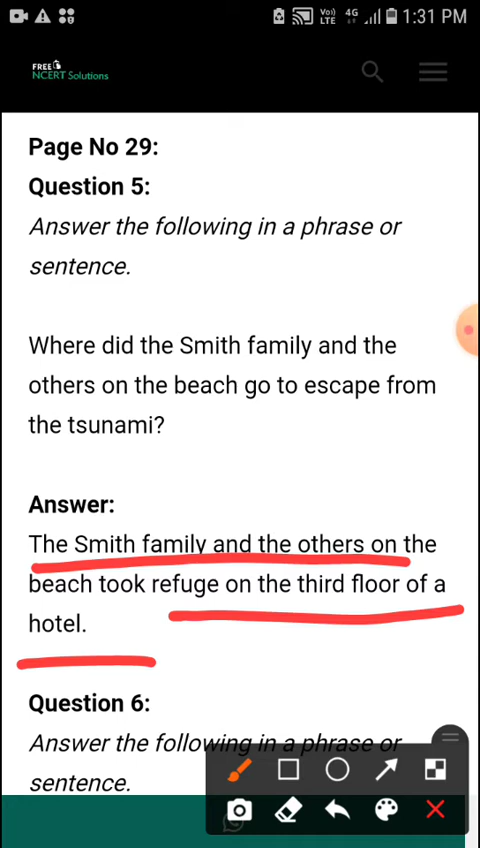 Vo))
LTE
4G
1:31 PM
FREE
NCERT Solutions
Page No 29:
Question 5:
Answer the following in a phrase or
sentence.
Where did the Smith family and the
others on the beach go to escape from
the tsunami?
Answer:
The Smith family and the others on the
beach took refuge on the third floor of a
hotel.
Question 6:
Answer the following in a phrase or
sentence.